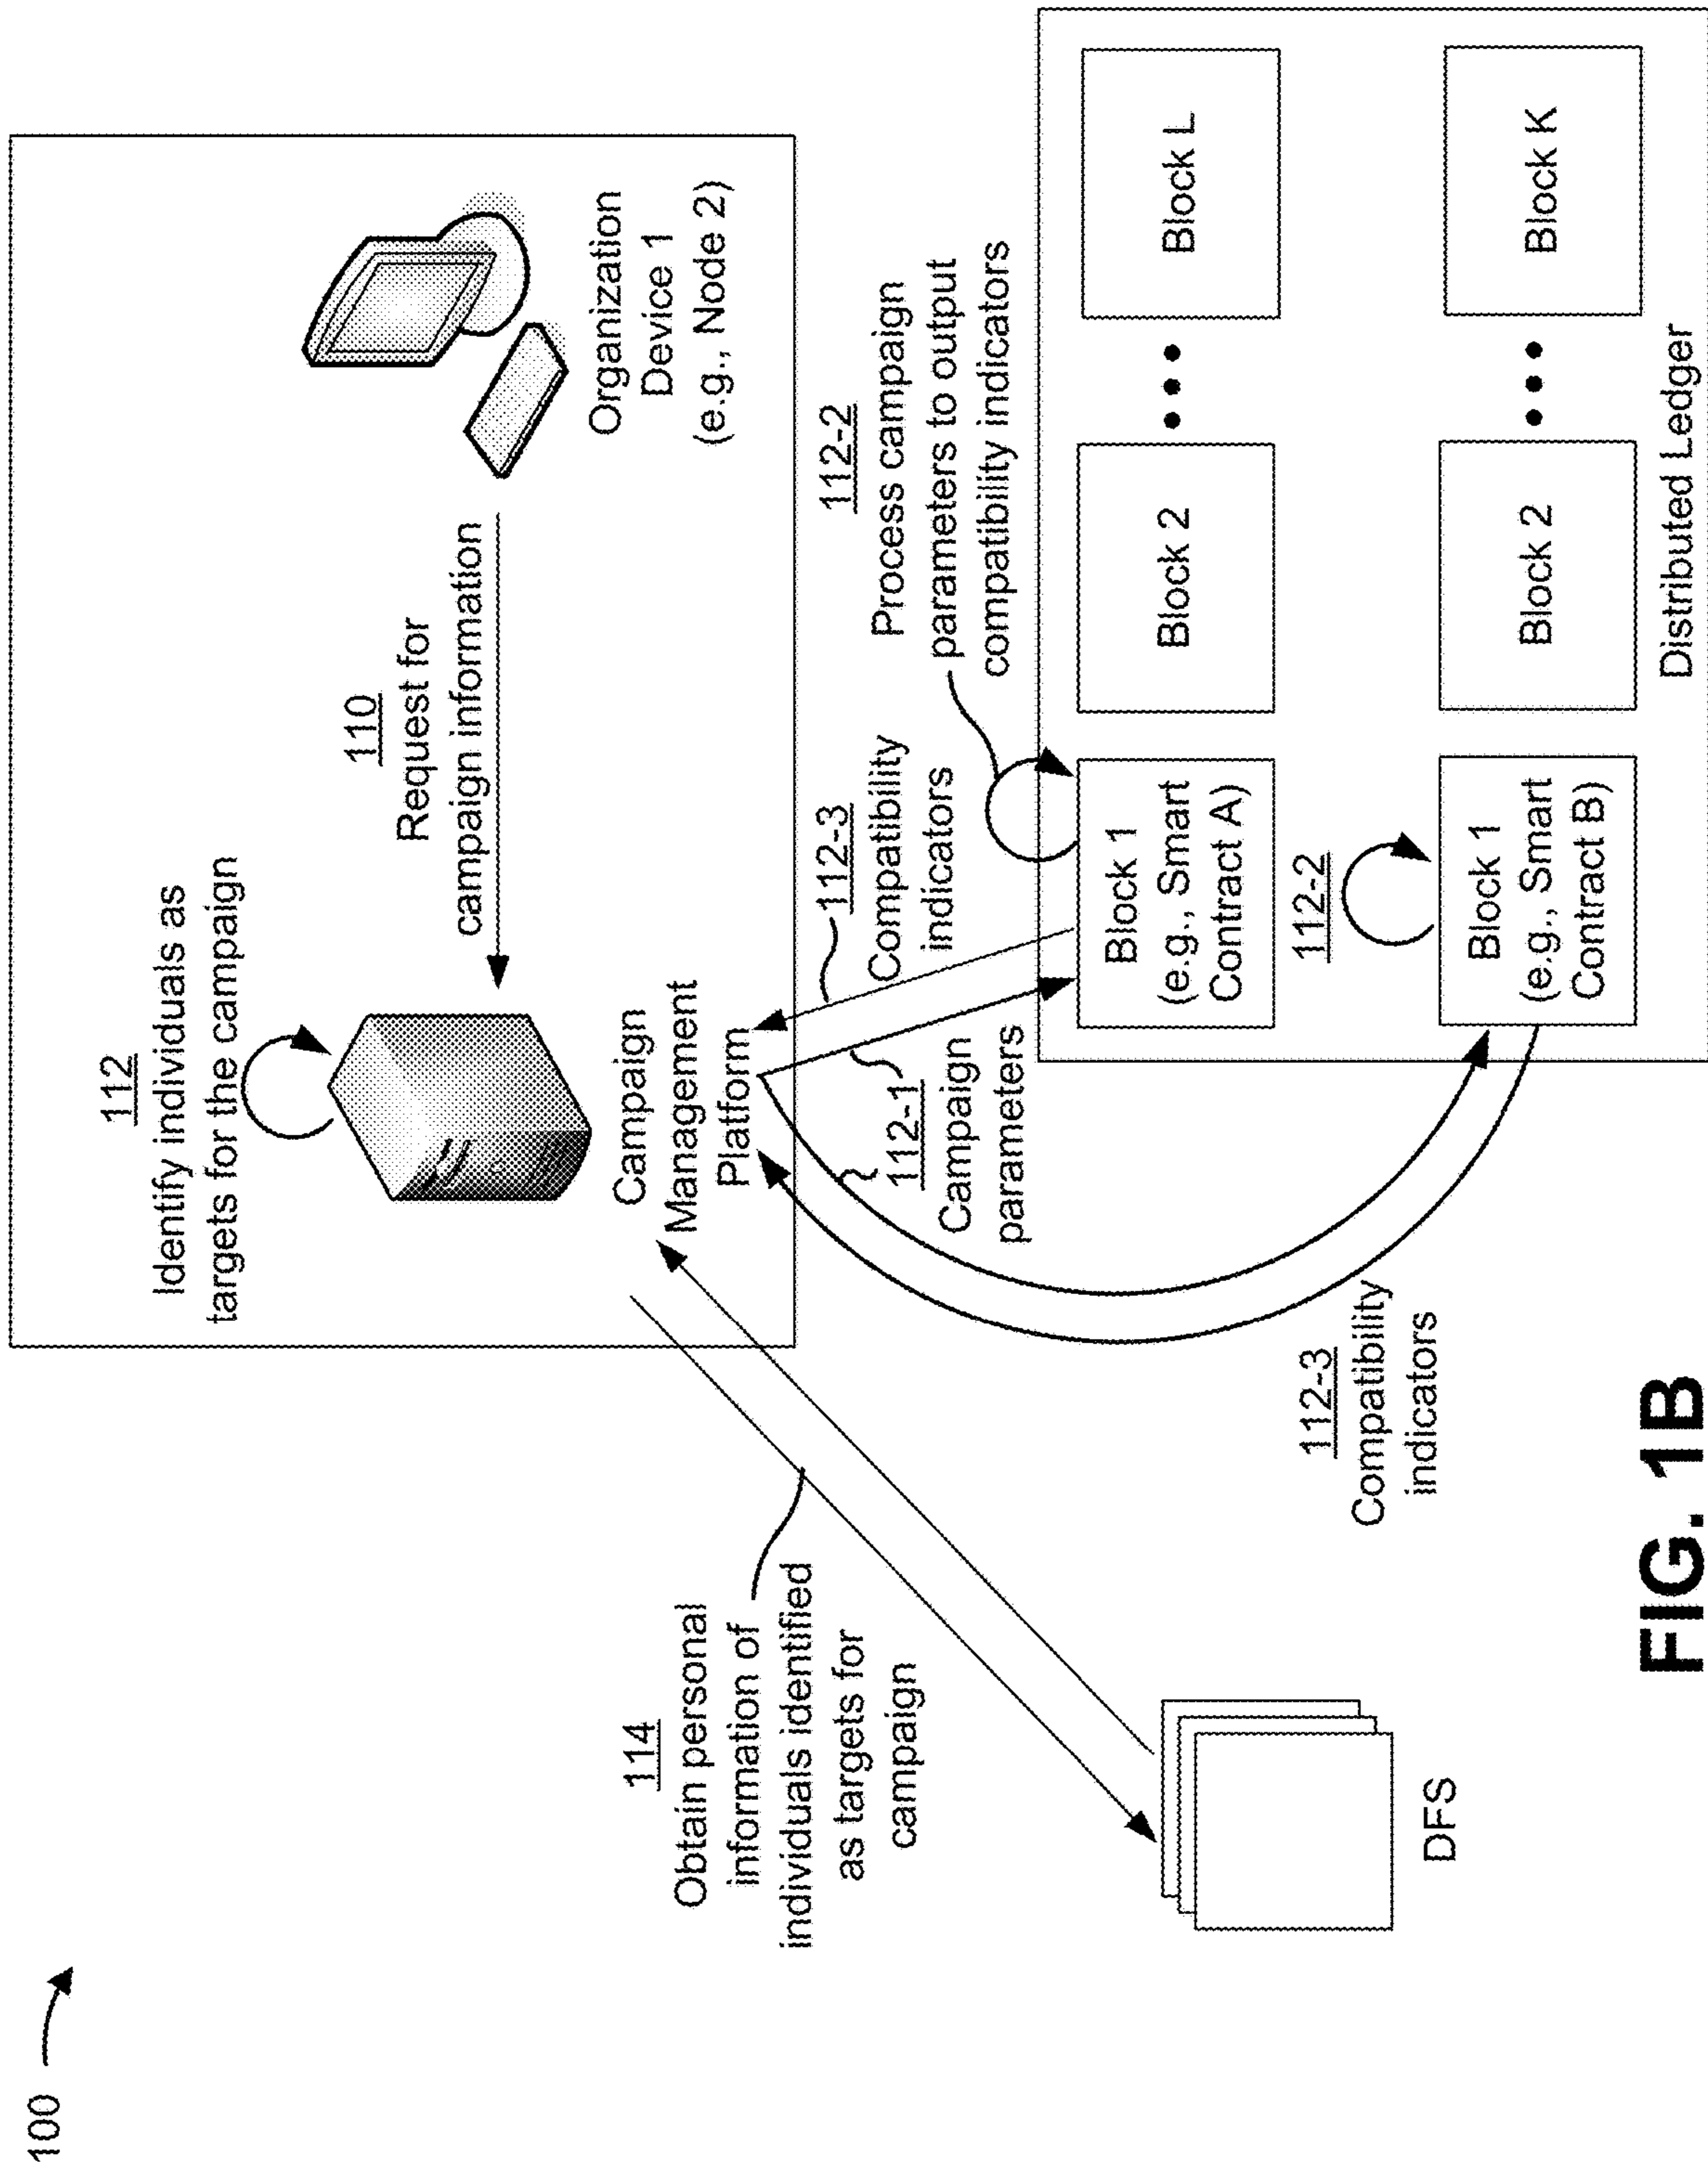 100
112
Identify individuals as
targets for the campaign
110
Request for
campaign information
Organization
Device 1
(e.g., Node 2)
Campaign
Management
Platform
114
Obtain personal
information of
individuals identified
as targets for
campaign
DFS
112-1
Campaign
parameters
112-3
Compatibility
indicators
112-2
Process campaign
parameters to output
compatibility indicators
112-3
Compatibility
indicators
Block 1
(e.g., Smart
Contract A)
Block 2
Block L
112-2
Block 1
(e.g., Smart
Contract B)
Block 2
Block K
Distributed Ledger
FIG. 1B